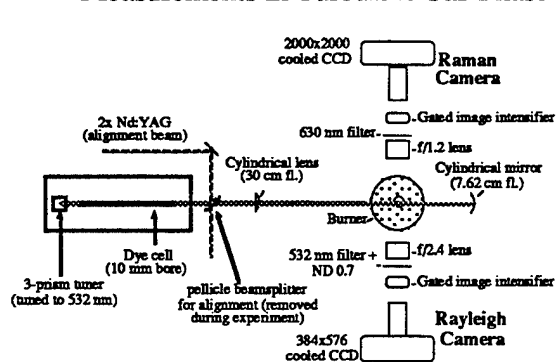 2000x2000
cooled CCD
Raman
Camera
Gated image intensifier
2x Nd:YAG
(alignment beam)
630 nm filter
f/1.2 lens
Cylindrical lens
(30 cm fl.)
Cylindrical mirror
(7.62 cm fl.)
Burner
Dye cell
(10 mm bore)
532 nm filter +
ND 0.7
f/2.4 lens
3-prism tuner
(tuned to 532 nm)
pellicle beamsplitter
for alignment (removed
during experiment)
Gated image intensifier
Rayleigh
Camera
384x576
cooled CCD